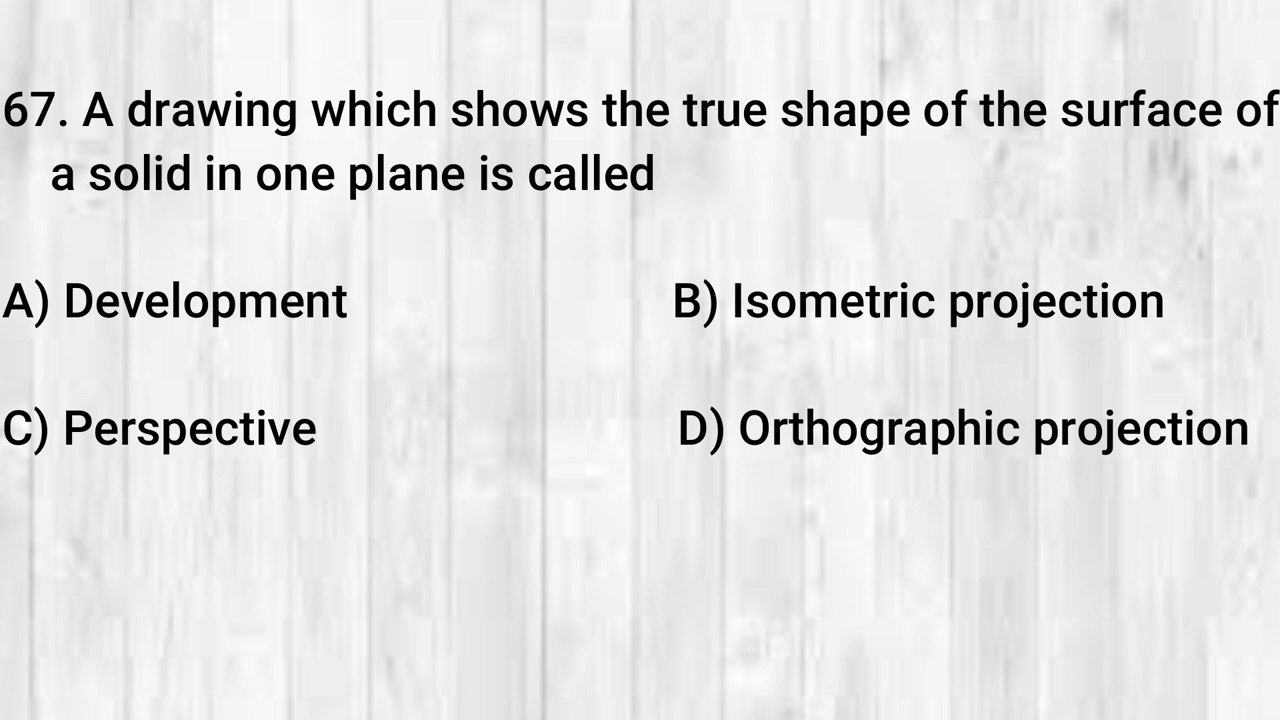 67. A drawing which shows the true shape of the surface of
a solid in one plane is called
A) Development B) Isometric projection
C) Perspective D) Orthographic projection